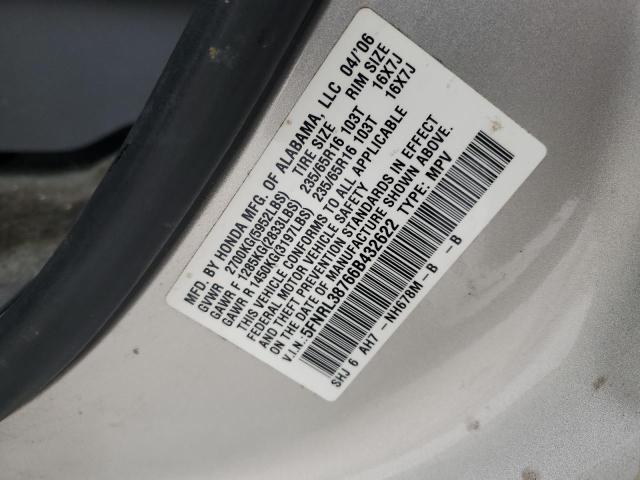 MFD. BY HONDA MFG. OF ALABAMA, LLC 04/'06
GVWR 2700KG(5952LBS) TIRE SIZE RIM SIZE
GAWR F 1285KG(2833LBS) 235/65R16 103T 16X7J
GAWR R 1450KG(3197LBS) 235/65R16 103T 16X7J
THIS VEHICLE CONFORMS TO ALL APPLICABLE
FEDERAL MOTOR VEHICLE SAFETY
AND THEFT PREVENTION STANDARDS IN EFFECT
ON THE DATE OF MANUFACTURE SHOWN ABOVE.
V.I.N.: 5FNRL38766B432622 TYPE: MPV
SHJ 6 AH7 - NH678M - B - B